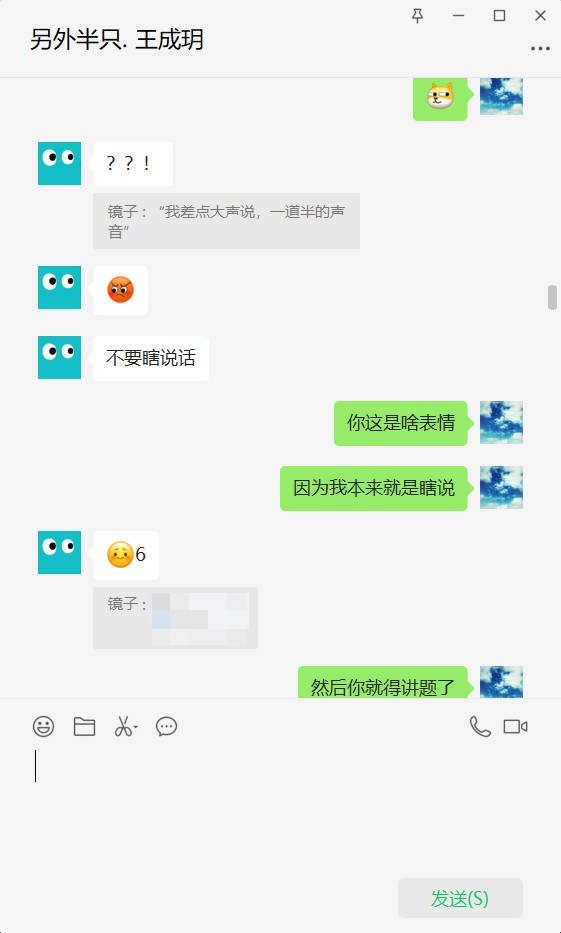 另外半只. 王成玥
？？！
镜子：“我差点大声说，一道半的声
音”
不要瞎说话
你这是啥表情
因为我本来就是瞎说
6
镜子：
然后你就得讲题了
发送(S)